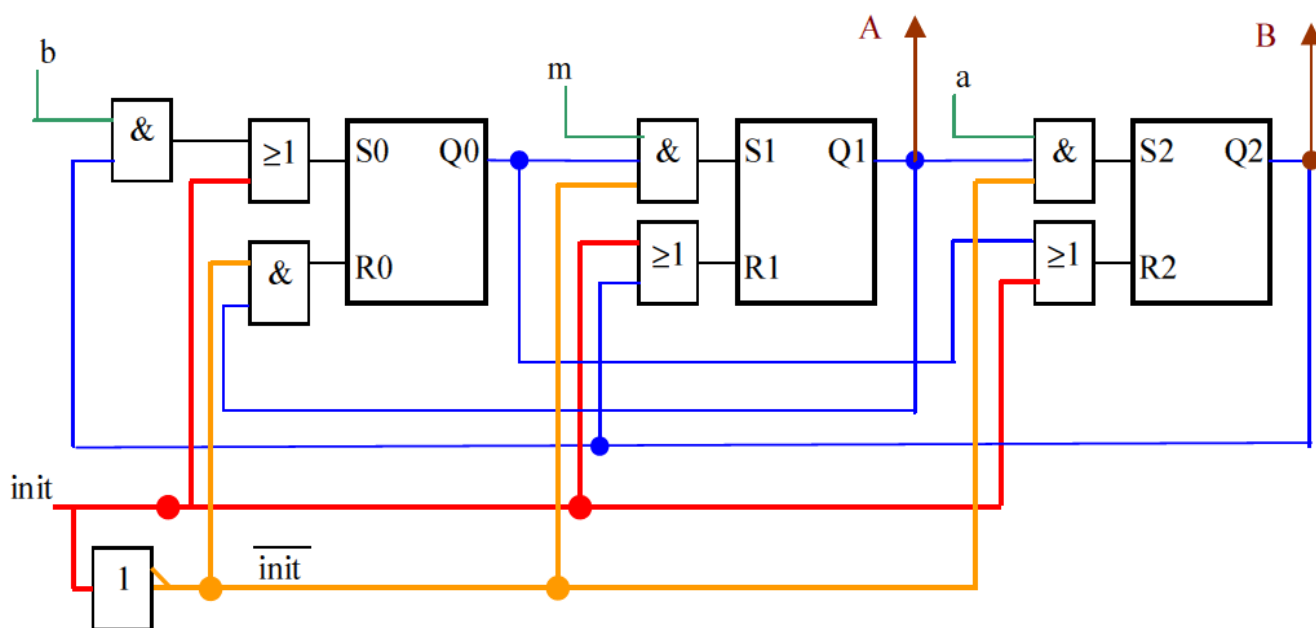 A
B
b
m
a
&
≥1
S0
Q0
&
S1
Q1
&
S2
Q2
&
R0
≥1
R1
≥1
R2
init
1
init